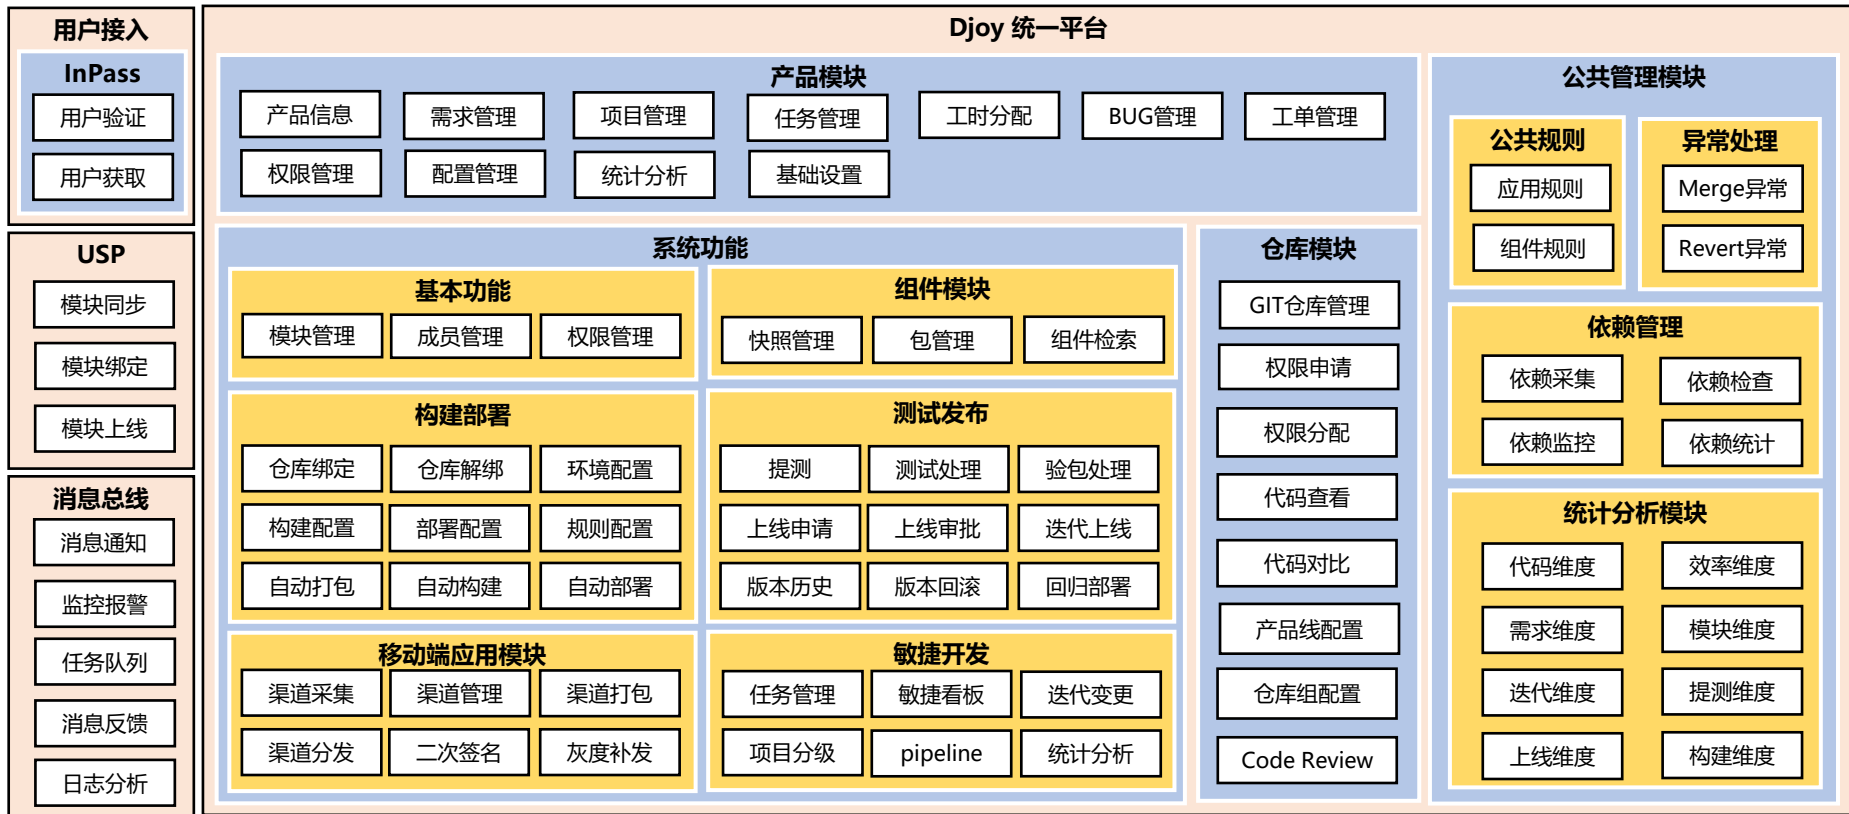 用户接入
InPass
用户验证
用户获取
USP
模块同步
模块绑定
模块上线
消息总线
消息通知
监控报警
任务队列
消息反馈
日志分析
Djoy 统一平台
产品模块
产品信息
需求管理
项目管理
任务管理
工时分配
BUG管理
工单管理
权限管理
配置管理
统计分析
基础设置
系统功能
基本功能
模块管理
成员管理
权限管理
组件模块
快照管理
包管理
组件检索
构建部署
仓库绑定
仓库解绑
环境配置
构建配置
部署配置
规则配置
自动打包
自动构建
自动部署
测试发布
提测
测试处理
验包处理
上线申请
上线审批
迭代上线
版本历史
版本回滚
回归部署
移动端应用模块
渠道采集
渠道管理
渠道打包
渠道分发
二次签名
灰度补发
敏捷开发
任务管理
敏捷看板
迭代变更
项目分级
pipeline
统计分析
仓库模块
GIT仓库管理
权限申请
权限分配
代码查看
代码对比
产品线配置
仓库组配置
Code Review
公共管理模块
公共规则
应用规则
组件规则
异常处理
Merge异常
Revert异常
依赖管理
依赖采集
依赖检查
依赖监控
依赖统计
统计分析模块
代码维度
效率维度
需求维度
模块维度
迭代维度
提测维度
上线维度
构建维度